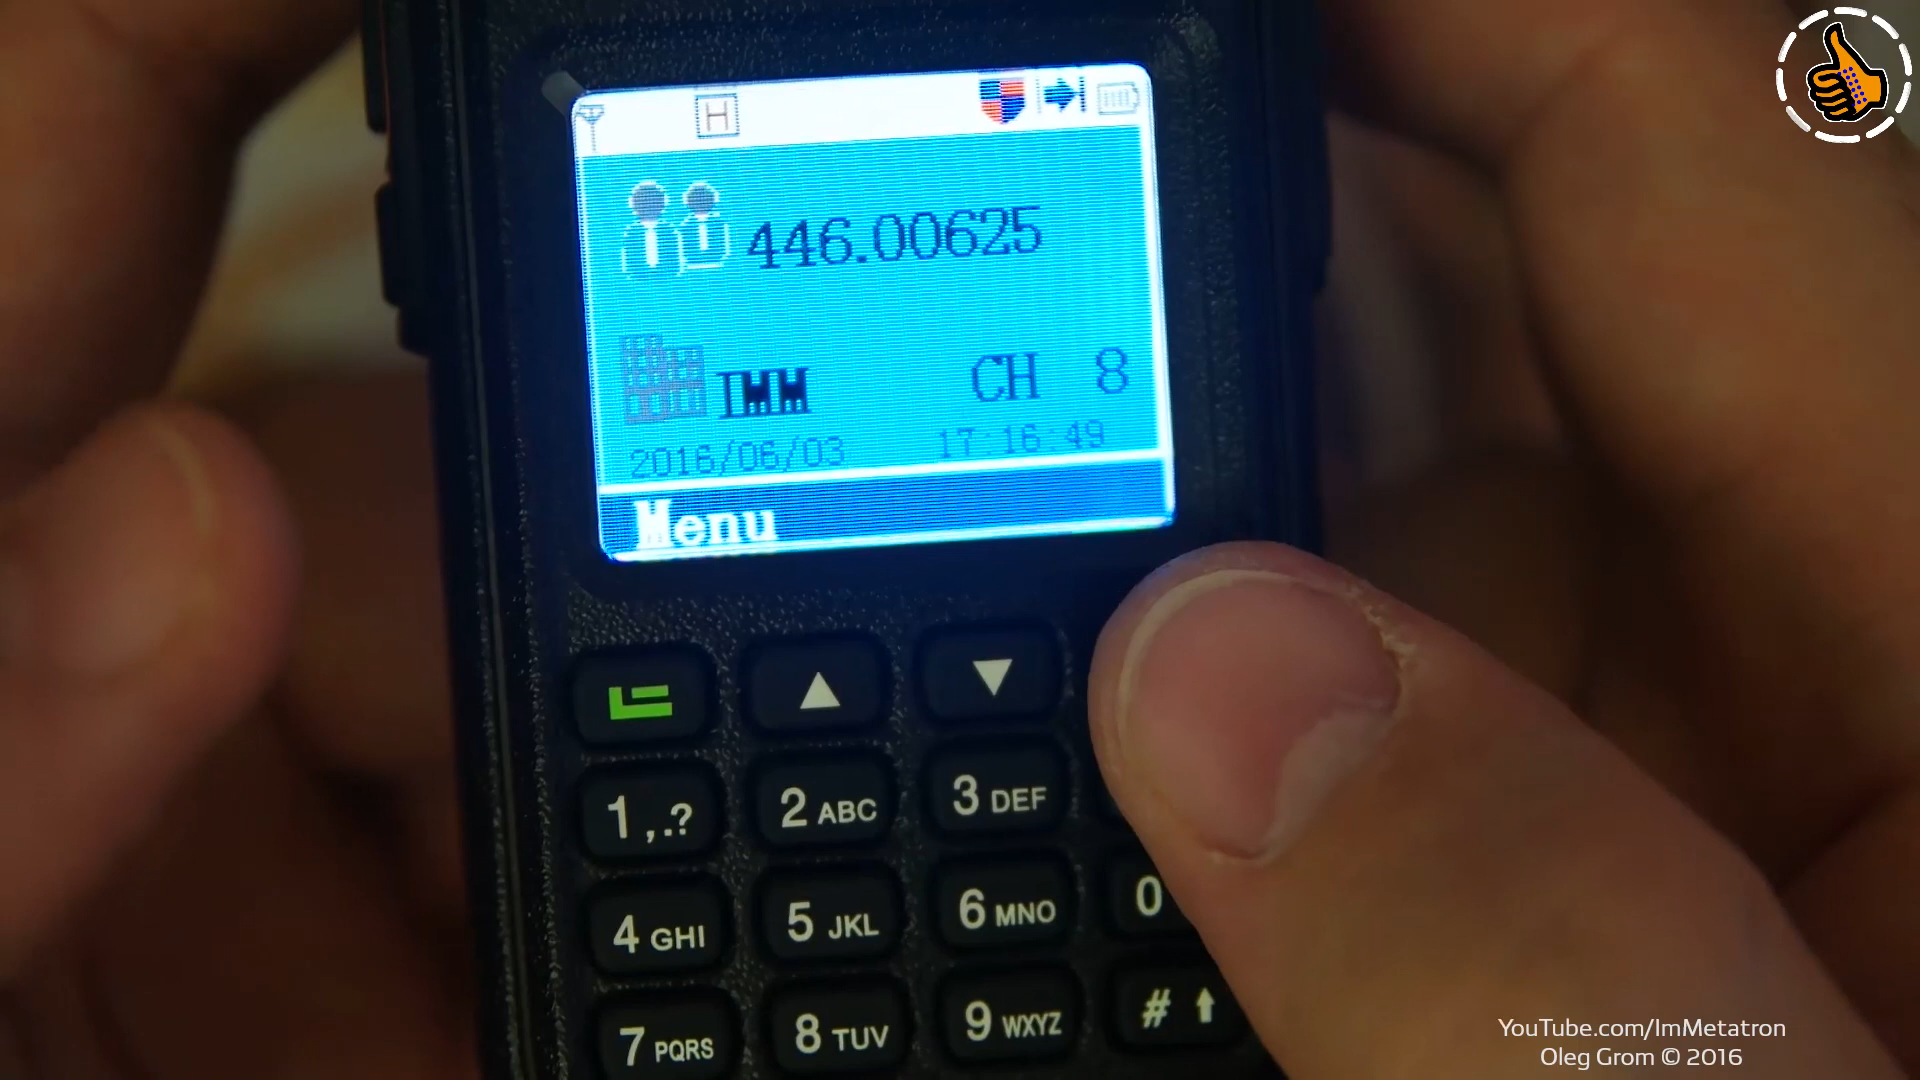 H
446.00625
IMM
CH 8
2016/06/03 17:16:49
Menu
1 ,.?
2 ABC
3 DEF
4 GHI
5 JKL
6 MNO
0
7 PQRS
8 TUV
9 WXYZ
#
YouTube.com/ImMetatron
Oleg Grom © 2016